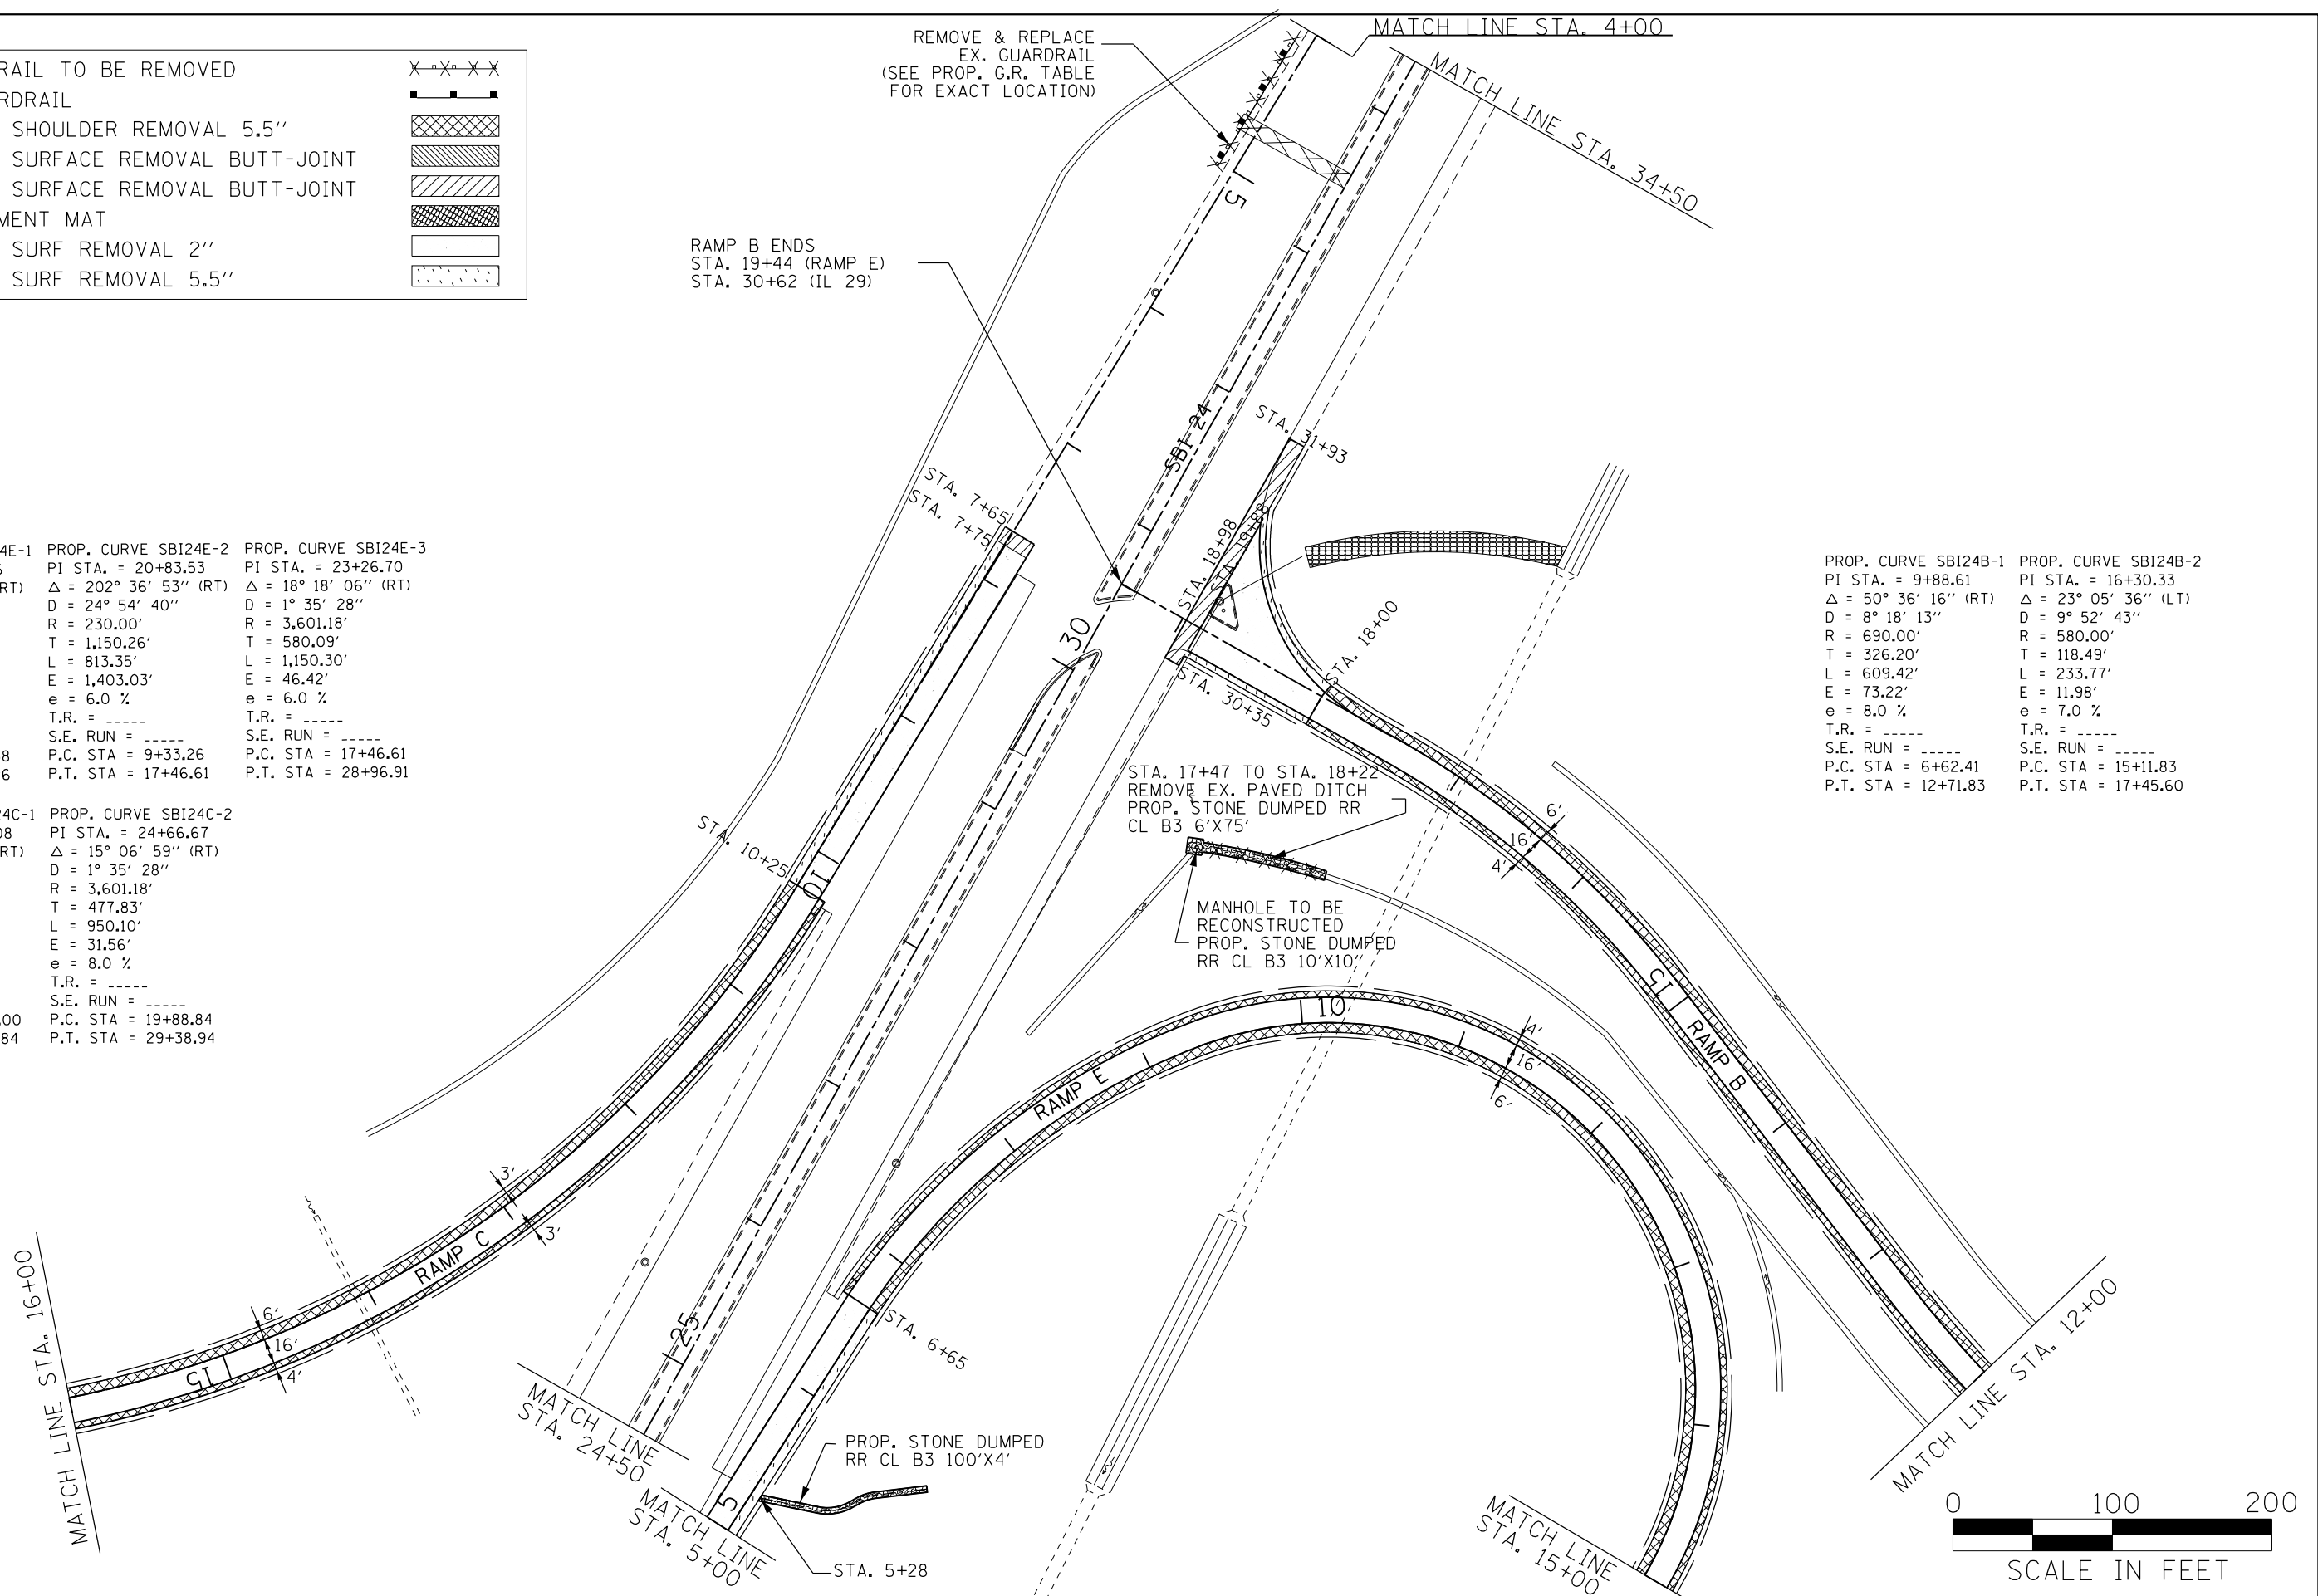 RAIL TO BE REMOVED
RDRAIL
SHOULDER REMOVAL 5.5''
SURFACE REMOVAL BUTT-JOINT
SURFACE REMOVAL BUTT-JOINT
MENT MAT
SURF REMOVAL 2''
SURF REMOVAL 5.5''
REMOVE & REPLACE
EX. GUARDRAIL
(SEE PROP. G.R. TABLE
FOR EXACT LOCATION)
MATCH LINE STA. 4+00
MATCH LINE STA. 34+50
5
RAMP B ENDS
STA. 19+44 (RAMP E)
STA. 30+62 (IL 29)
SBI 24
STA. 31+93
STA. 7+65
STA. 7+75
STA. 18+98
STA. 19+88
30
STA. 18+00
STA. 30+35
4E-1
(RT)
8
6
PROP. CURVE SBI24E-2
PI STA. = 20+83.53
Δ = 202° 36' 53'' (RT)
D = 24° 54' 40''
R = 230.00'
T = 1,150.26'
L = 813.35'
E = 1,403.03'
e = 6.0 %
T.R. = _____
S.E. RUN = _____
P.C. STA = 9+33.26
P.T. STA = 17+46.61
PROP. CURVE SBI24E-3
PI STA. = 23+26.70
Δ = 18° 18' 06'' (RT)
D = 1° 35' 28''
R = 3,601.18'
T = 580.09'
L = 1,150.30'
E = 46.42'
e = 6.0 %
T.R. = _____
S.E. RUN = _____
P.C. STA = 17+46.61
P.T. STA = 28+96.91
24C-1
08
(RT)
.00
84
PROP. CURVE SBI24C-2
PI STA. = 24+66.67
Δ = 15° 06' 59'' (RT)
D = 1° 35' 28''
R = 3,601.18'
T = 477.83'
L = 950.10'
E = 31.56'
e = 8.0 %
T.R. = _____
S.E. RUN = _____
P.C. STA = 19+88.84
P.T. STA = 29+38.94
PROP. CURVE SBI24B-1
PI STA. = 9+88.61
Δ = 50° 36' 16'' (RT)
D = 8° 18' 13''
R = 690.00'
T = 326.20'
L = 609.42'
E = 73.22'
e = 8.0 %
T.R. = _____
S.E. RUN = _____
P.C. STA = 6+62.41
P.T. STA = 12+71.83
PROP. CURVE SBI24B-2
PI STA. = 16+30.33
Δ = 23° 05' 36'' (LT)
D = 9° 52' 43''
R = 580.00'
T = 118.49'
L = 233.77'
E = 11.98'
e = 7.0 %
T.R. = _____
S.E. RUN = _____
P.C. STA = 15+11.83
P.T. STA = 17+45.60
STA. 17+47 TO STA. 18+22
REMOVE EX. PAVED DITCH
PROP. STONE DUMPED RR
CL B3 6'X75'
6'
16'
4'
STA. 10+25
10
MANHOLE TO BE
RECONSTRUCTED
PROP. STONE DUMPED
RR CL B3 10'X10'
15
RAMP B
10
4'
16'
6'
RAMP E
3'
3'
RAMP C
6'
16'
4'
15
MATCH LINE STA. 16+00
25
STA. 6+65
MATCH LINE
STA. 24+50
5
MATCH LINE
STA. 5+00
PROP. STONE DUMPED
RR CL B3 100'X4'
STA. 5+28
MATCH LINE
STA. 15+00
MATCH LINE STA. 12+00
0 100 200
SCALE IN FEET